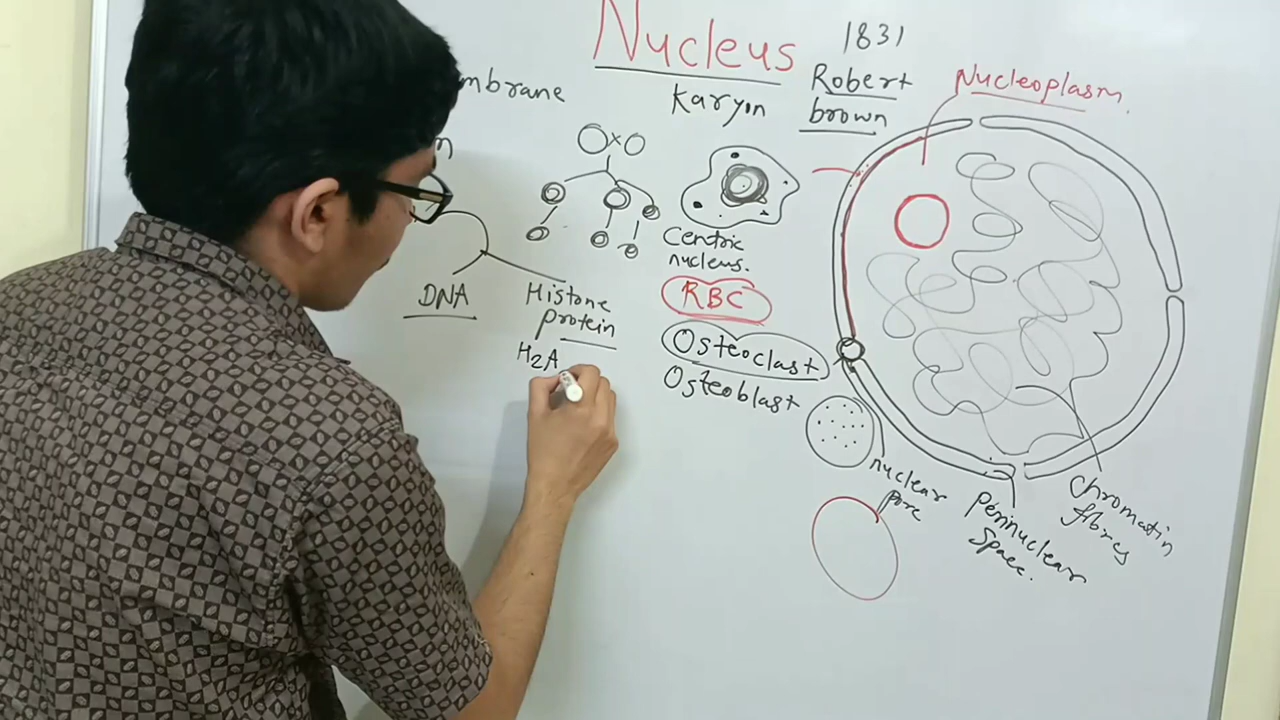 Nucleus
Karyon
1831
Robert
brown
Nucleoplasm.
mbrane
Centric
nucleus.
RBC
Osteoclast
Osteoblast
DNA
Histone
protein
H2A
nuclear
pore
Perinuclear
Space.
Chromatin
fibres